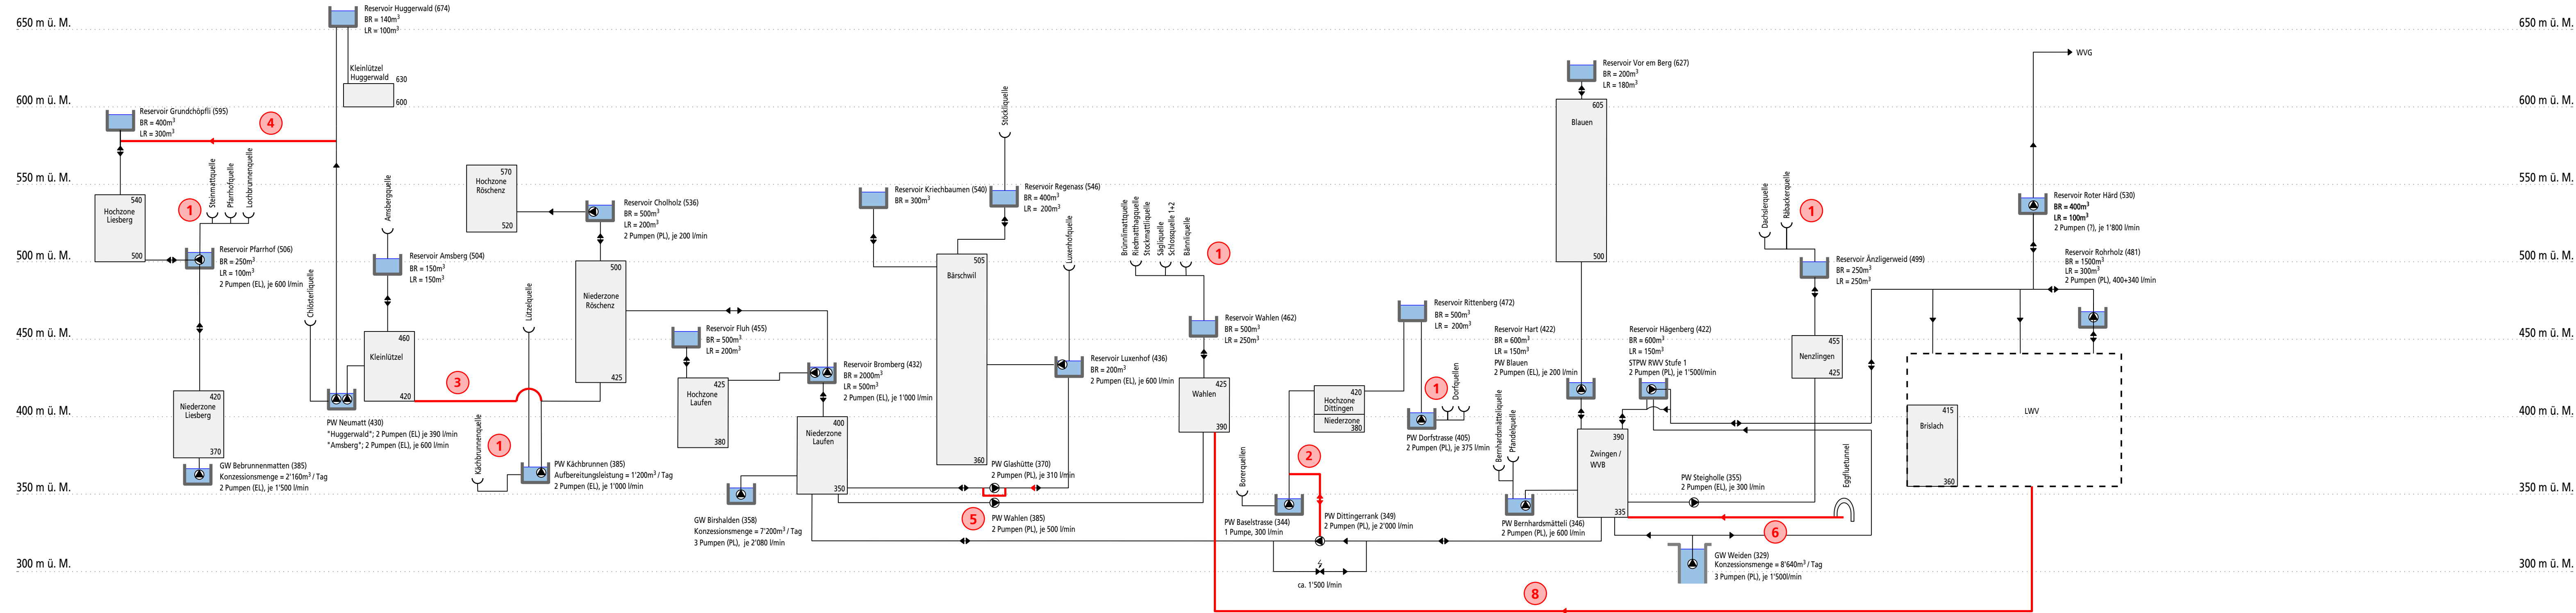 650 m ü. M.
600 m ü. M.
550 m ü. M.
500 m ü. M.
450 m ü. M.
400 m ü. M.
350 m ü. M.
300 m ü. M.
Reservoir Grundchöpfli (595)
BR = 400m³
LR = 300m³
4
Hochzone
Liesberg
540
500
1
Steinmattquelle
Pfarrhofquelle
Lochbrunnenquelle
Reservoir Pfarrhof (506)
BR = 250m³
LR = 100m³
2 Pumpen (EL), je 600 l/min
Niederzone
Liesberg
420
370
GW Bebrunnenmatten (385)
Konzessionsmenge = 2'160m³ / Tag
2 Pumpen (EL), je 1'500 l/min
Reservoir Huggerwald (674)
BR = 140m³
LR = 100m³
Kleinlützel
Huggerwald
630
600
Chlösterliquelle
Amsbergquelle
Reservoir Amsberg (504)
BR = 150m³
LR = 150m³
Kleinlützel
460
420
PW Neumatt (430)
"Huggerwald"; 2 Pumpen (EL) je 390 l/min
"Amsberg"; 2 Pumpen (EL), je 600 l/min
3
Hochzone
Röschenz
570
520
Reservoir Cholholz (536)
BR = 500m³
LR = 200m³
2 Pumpen (PL), je 200 l/min
Lützelquelle
Niederzone
Röschenz
500
425
Kächbrunnenquelle
1
PW Kächbrunnen (385)
Aufbereitungsleistung = 1'200m³ / Tag
2 Pumpen (EL), je 1'000 l/min
Reservoir Fluh (455)
BR = 500m³
LR = 200m³
Hochzone
Laufen
425
380
Reservoir Bromberg (432)
BR = 2000m³
LR = 500m³
2 Pumpen (EL), je 1'000 l/min
Niederzone
Laufen
400
350
GW Birshalden (358)
Konzessionsmenge = 7'200m³ / Tag
3 Pumpen (PL), je 2'080 l/min
Reservoir Kriechbaumen (540)
BR = 300m³
Stöckliquelle
Reservoir Regenass (546)
BR = 400m³
LR = 200m³
Bärschwil
505
360
Luxenhofquelle
Reservoir Luxenhof (436)
BR = 200m³
2 Pumpen (EL), je 600 l/min
PW Glashütte (370)
2 Pumpen (PL), je 310 l/min
5
PW Wahlen (385)
2 Pumpen (PL), je 500 l/min
Brünnlimattquelle
Riedmatthagquelle
Stockmattliquelle
Sägliquelle
Schlossquelle 1+2
Bännliquelle
1
Reservoir Wahlen (462)
BR = 500m³
LR = 250m³
Wahlen
425
390
Borerquellen
PW Baselstrasse (344)
1 Pumpe, 300 l/min
2
Hochzone
Dittingen
Niederzone
420
380
PW Dittingerrank (349)
2 Pumpen (PL), je 2'000 l/min
ca. 1'500 l/min
Reservoir Rittenberg (472)
BR = 500m³
LR = 200m³
1
Dorfquellen
PW Dorfstrasse (405)
2 Pumpen (PL), je 375 l/min
Reservoir Vor em Berg (627)
BR = 200m³
LR = 180m³
Blauen
605
500
Reservoir Hart (422)
BR = 600m³
LR = 150m³
PW Blauen
2 Pumpen (EL), je 200 l/min
Reservoir Hägenberg (422)
BR = 600m³
LR = 150m³
STPW RWV Stufe 1
2 Pumpen (PL), je 1'500l/min
Bernhardsmätteliquelle
Pfandelquelle
PW Bernhardsmätteli (346)
2 Pumpen (PL), je 600 l/min
Zwingen /
WVB
390
335
PW Steigholle (355)
2 Pumpen (EL), je 300 l/min
6
GW Weiden (329)
Konzessionsmenge = 8'640m³ / Tag
3 Pumpen (PL), je 1'500l/min
Eggfluetunnel
Dachslerquelle
Räbackerquelle
1
Reservoir Änzligerweid (499)
BR = 250m³
LR = 250m³
Nenzlingen
455
425
WVG
Reservoir Roter Härd (530)
BR = 400m³
LR = 100m³
2 Pumpen (?), je 1'800 l/min
Reservoir Rohrholz (481)
BR = 1500m³
LR = 300m³
2 Pumpen (PL), 400+340 l/min
Brislach
415
360
LWV
8
650 m ü. M.
600 m ü. M.
550 m ü. M.
500 m ü. M.
450 m ü. M.
400 m ü. M.
350 m ü. M.
300 m ü. M.